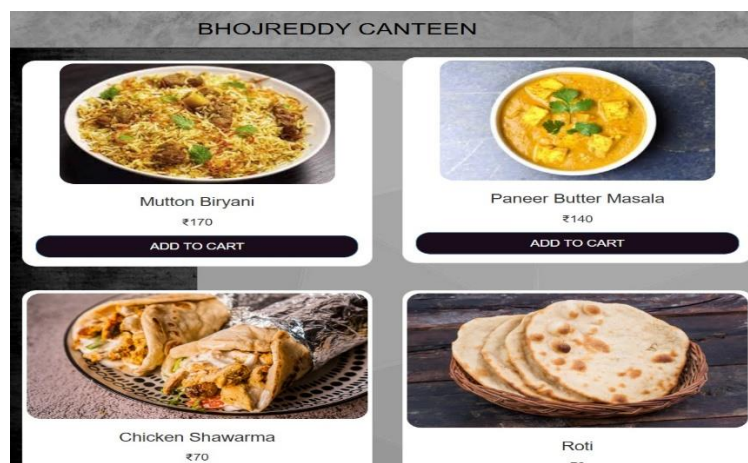 BHOJREDDY CANTEEN
Mutton Biryani
₹170
ADD TO CART
Paneer Butter Masala
₹140
ADD TO CART
Chicken Shawarma
₹70
Roti